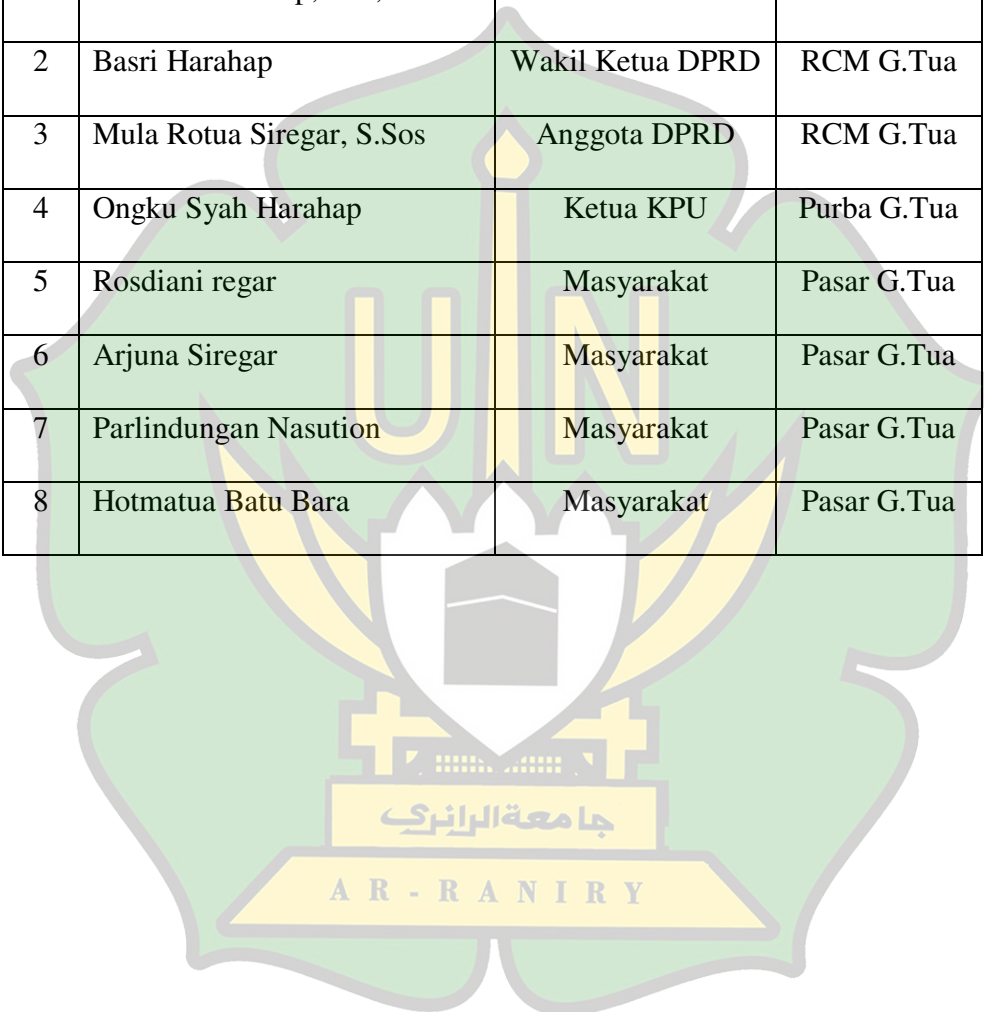 2 Basri Harahap Wakil Ketua DPRD RCM G.Tua
3 Mula Rotua Siregar, S.Sos Anggota DPRD RCM G.Tua
4 Ongku Syah Harahap Ketua KPU Purba G.Tua
5 Rosdiani regar Masyarakat Pasar G.Tua
6 Arjuna Siregar Masyarakat Pasar G.Tua
7 Parlindungan Nasution Masyarakat Pasar G.Tua
8 Hotmatua Batu Bara Masyarakat Pasar G.Tua
UIN
جامعةالرانري
AR-RANIRY